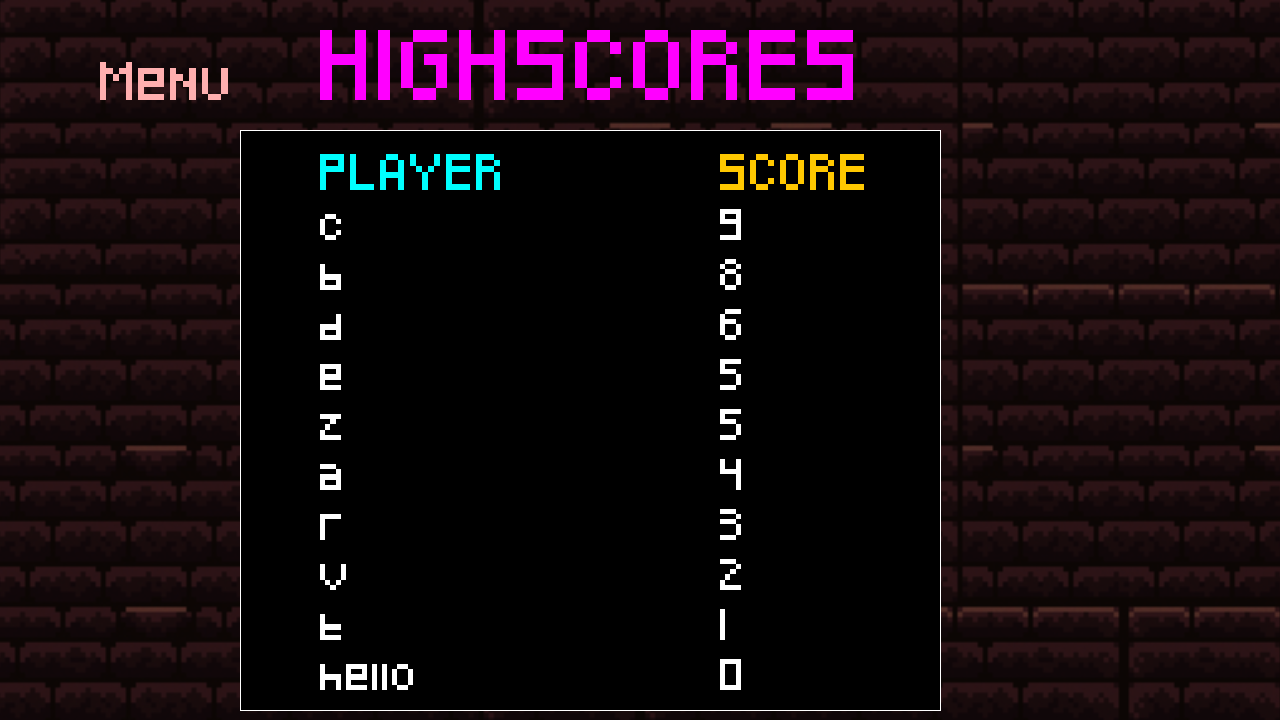 HIGHSCORES
Menu
PLAYER SCORE
c 9
b 8
d 6
e 5
z 5
a 4
r 3
v 2
t 1
hello 0